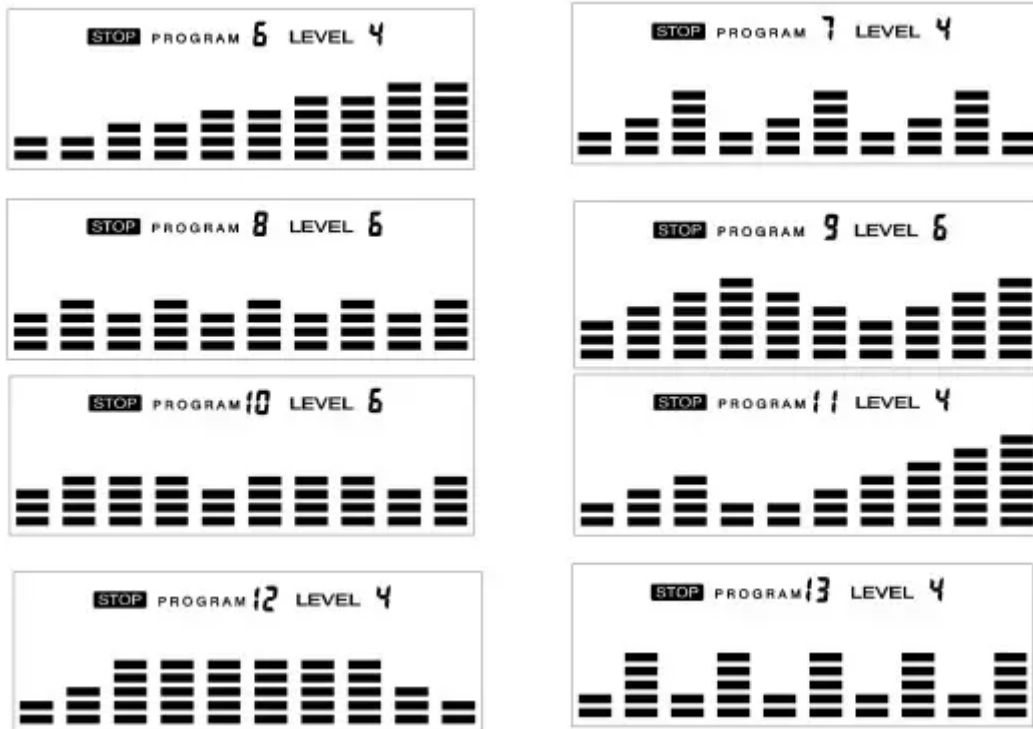 STOP PROGRAM 6 LEVEL 4
STOP PROGRAM 7 LEVEL 4
STOP PROGRAM 8 LEVEL 6
STOP PROGRAM 9 LEVEL 6
STOP PROGRAM 10 LEVEL 6
STOP PROGRAM 11 LEVEL 4
STOP PROGRAM 12 LEVEL 4
STOP PROGRAM 13 LEVEL 4